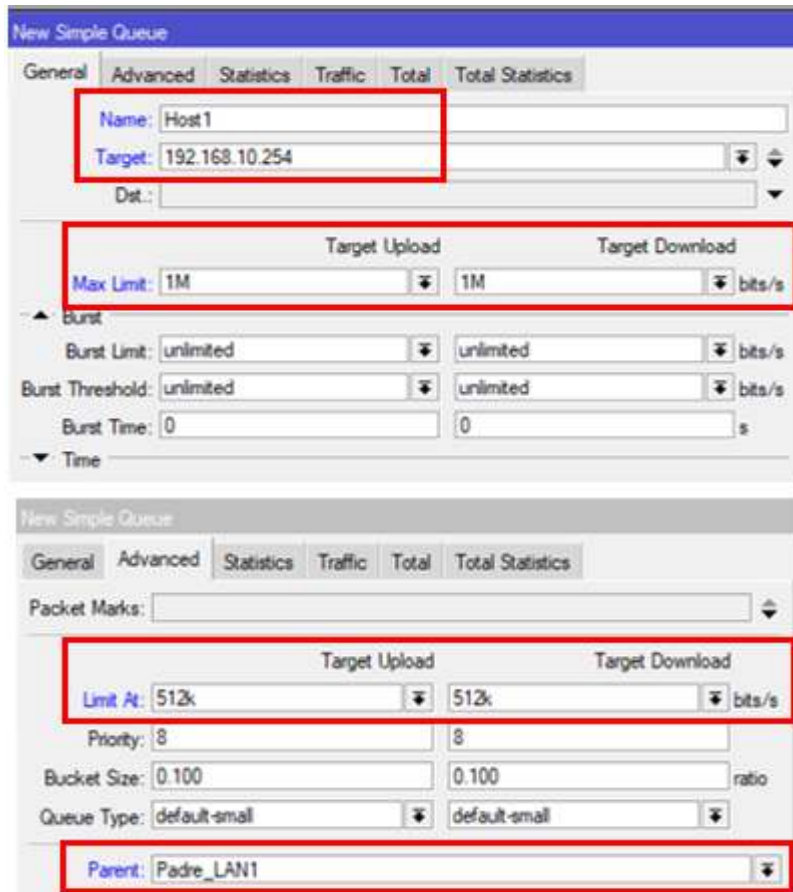 New Simple Queue
General Advanced Statistics Traffic Total Total Statistics
Name: Host1
Target: 192.168.10.254
Dst.:
Target Upload Target Download
Max Limit: 1M 1M bits/s
Burst
Burst Limit: unlimited unlimited bits/s
Burst Threshold: unlimited unlimited bits/s
Burst Time: 0 0 s
Time
New Simple Queue
General Advanced Statistics Traffic Total Total Statistics
Packet Marks:
Target Upload Target Download
Limit At: 512k 512k bits/s
Priority: 8 8
Bucket Size: 0.100 0.100 ratio
Queue Type: default-small default-small
Parent: Padre_LAN1